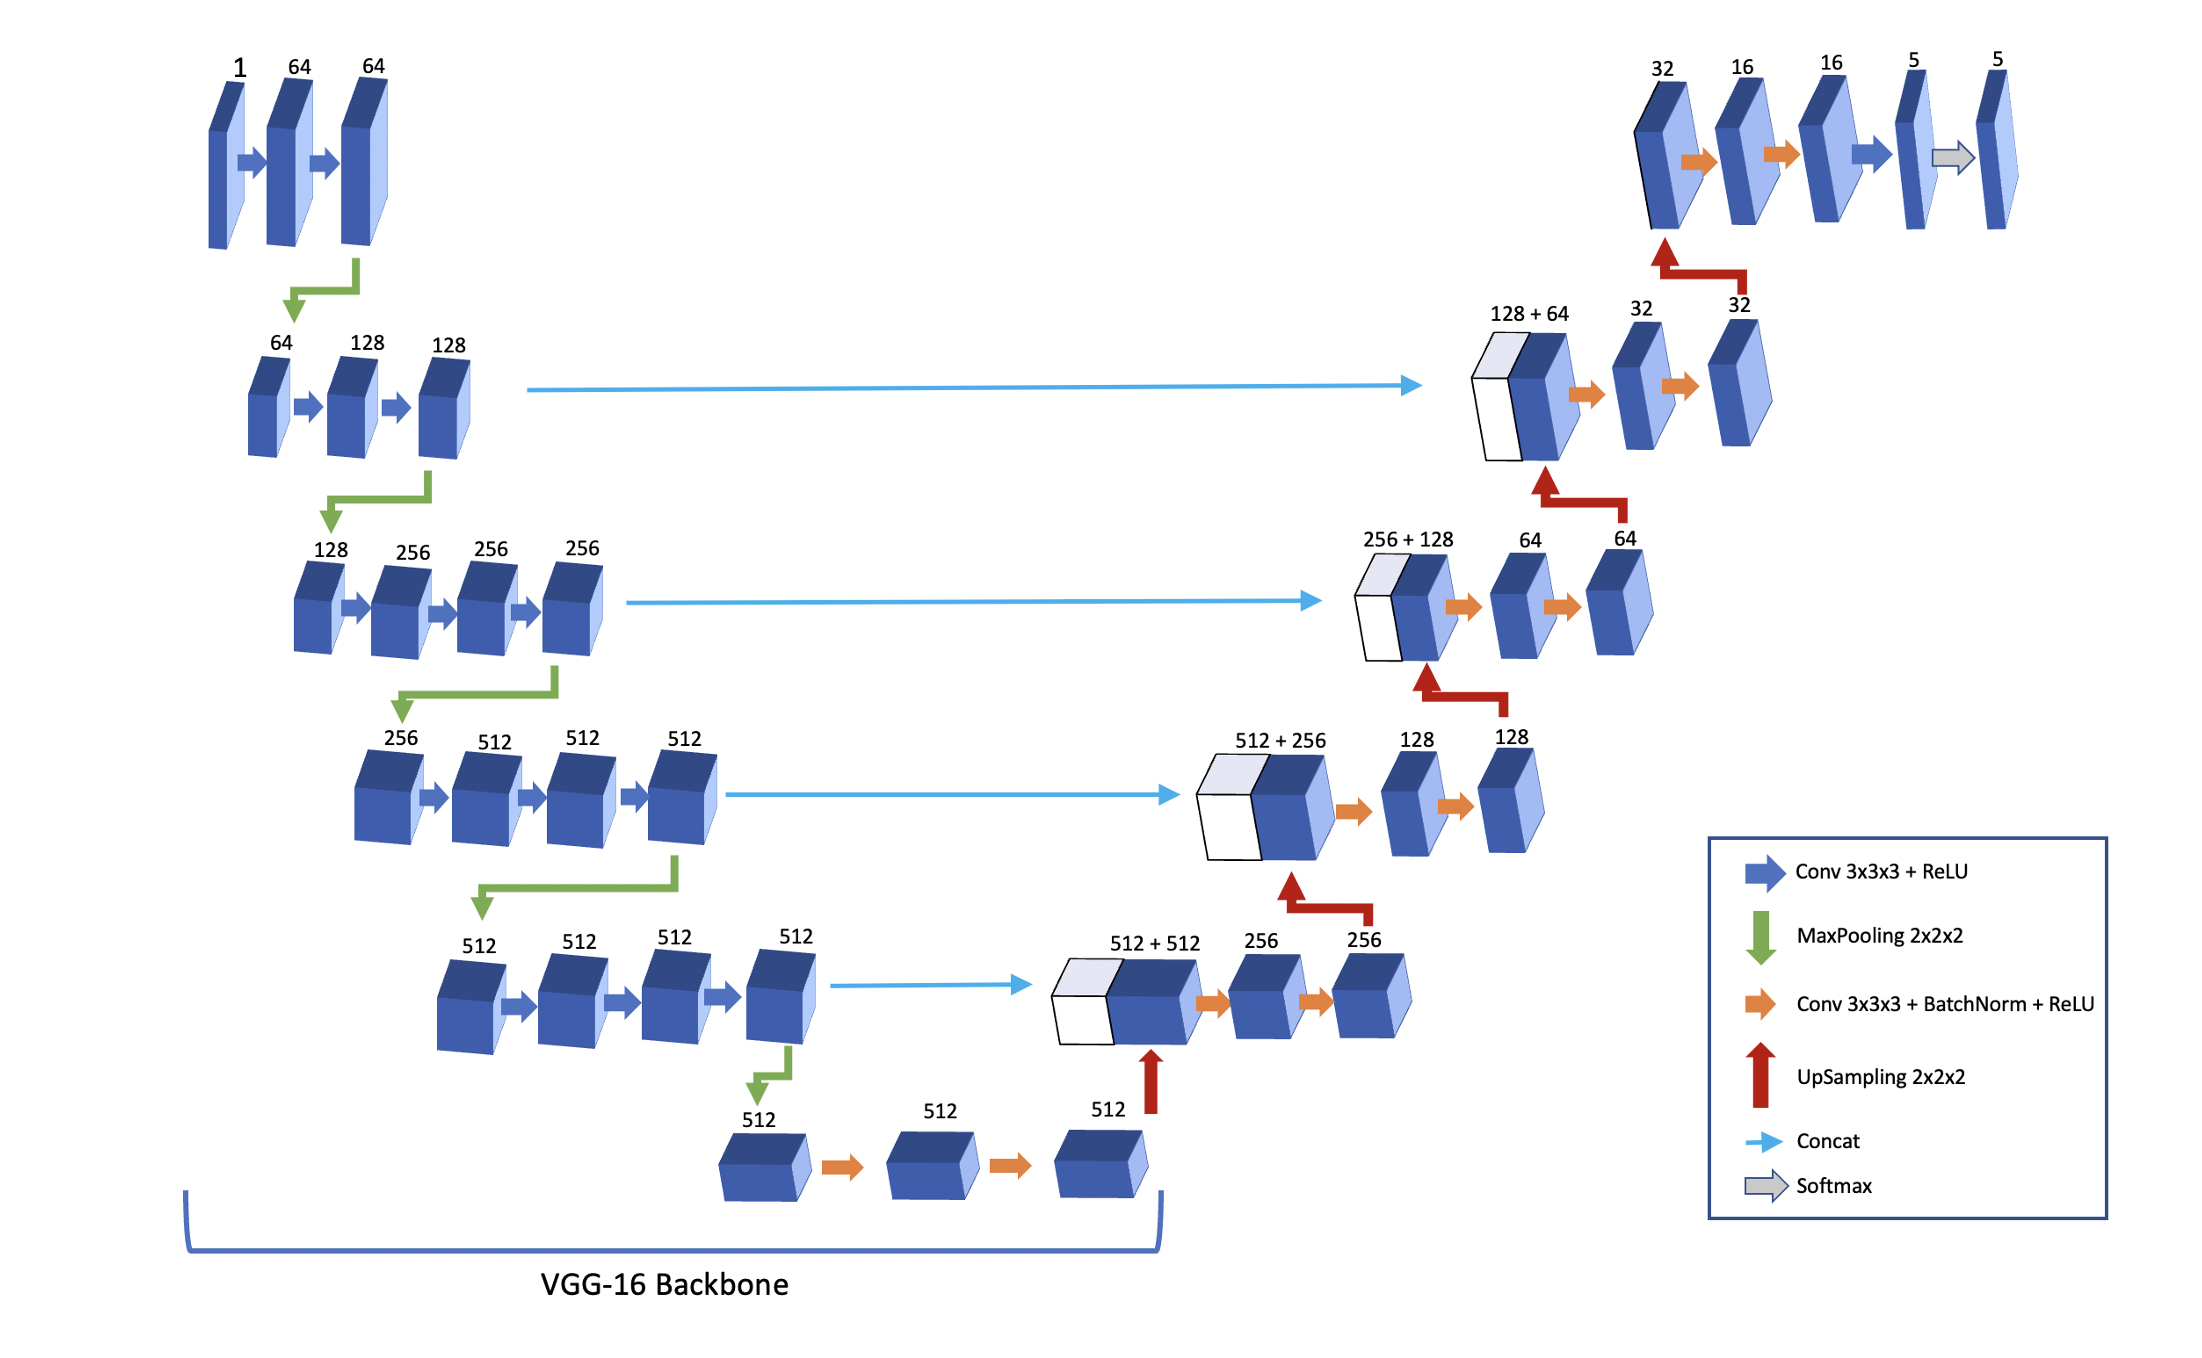 1 64 64
32 16 16 5 5
64 128 128
128 + 64 32 32
128 256 256 256
256 + 128 64 64
256 512 512 512
512 + 256 128 128
512 512 512 512
512 + 512 256 256
512 512 512
Conv 3x3x3 + ReLU
MaxPooling 2x2x2
Conv 3x3x3 + BatchNorm + ReLU
UpSampling 2x2x2
Concat
Softmax
VGG-16 Backbone